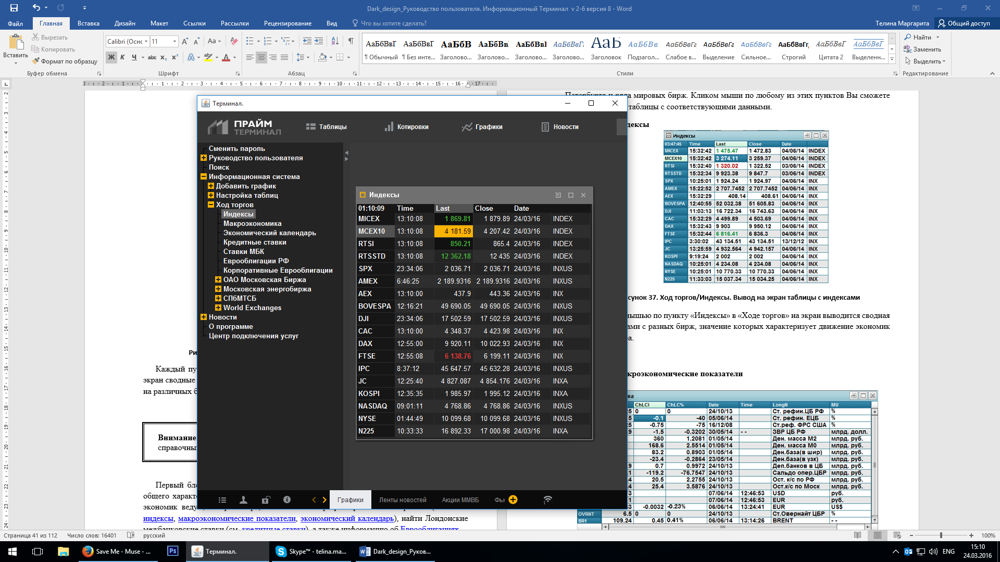 Dark_design_Руководство пользователя. Информационный Терминал v 2-6 версия 8 - Word
Файл Главная Вставка Дизайн Макет Ссылки Рассылки Рецензирование Вид Что вы хотите сделать? Телина Маргарита Общий доступ
Вставить
Вырезать
Копировать
Формат по образцу
Calibri (Оснс 11
Ж К Ч abc x₂ x²
АаБбВвГ АаБбВвГ АаБбВ АаБбВв АаБбВвІ АаБбВвГг АаБ АаБбВв АаБбВвГг АаБбВвГг АаБбВвГг АаБбВвГг АаБбВвГг АаБбВвГ
¶ Обычный ¶ Без инте... Заголово... Заголово... Заголово... Заголово... Заголовок Подзагол... Слабое в... Выделение Сильное... Строгий Цитата 2 Выделенн...
Найти
Заменить
Выделить
Буфер обмена Шрифт Абзац Стили Редактирование
3 2 1 1 2 3 4 5 6 7 8 9 10 11 12 13 14 15 16 17
Петербурга и ряда мировых бирж. Кликом мыши по любому из этих пунктов Вы сможете
таблицы с соответствующими данными.
дексы
Индексы
03:47:45 Time Last Close Date
MICEX 15:32:42 1 475.47 1 472.83 04/06/14 INDEX
MCEX10 15:32:42 3 274.11 3 259.37 04/06/14 INDEX
RTSI 15:32:40 1 320.02 1 322.52 03/06/14 INDEX
RTSSTD 15:32:34 9 923.38 9 847.7 03/06/14 INDEX
SPX 10:25:01 1 924.24 1 924.97 04/06/14 INX
AMEX 15:22:52 2 707.7452 2 707.7452 04/06/14 INX
AEX 15:32:29 408.14 408.61 04/06/14 INX
BOVESPA 12:40:55 52 032.38 51 605.83 04/06/14 INX
DJI 11:03:13 16 722.34 16 743.63 04/06/14 INX
CAC 15:32:29 4 499.89 4 503.69 04/06/14 INX
DAX 15:32:43 9 903 9 950.12 04/06/14 INX
FTSE 15:32:44 6 816.41 6 836.3 04/06/14 INX
IPC 3:30:02 43 134.51 43 134.51 13/12/12 INX
JC 13:25:59 4 932.564 4 942.157 04/06/14 INX
KOSPI 9:19:24 2 002 2 002 04/06/14 INX
NASDAQ 10:25:01 4 234.08 4 234.08 04/06/14 INX
NYSE 10:25:01 10 770.33 10 770.33 04/06/14 INX
N225 11:33:03 15 037.34 15 034.25 04/06/14 INX
сунок 37. Ход торгов/Индексы. Вывод на экран таблицы с индексами
мышью по пункту «Индексы» в «Ходе торгов» на экран выводится сводная
ами с разных бирж, значение которых характеризует движение экономик
ра.
кроэкономические показатели
Терминал.
ПРАЙМ
ТЕРМИНАЛ
Таблицы Котировки Графики Новости
Сменить пароль
Руководство пользователя
Поиск
Информационная система
Добавить график
Настройка таблиц
Ход торгов
Индексы
Макроэкономика
Экономический календарь
Кредитные ставки
Ставки МБК
Еврооблигации РФ
Корпоративные Еврооблигации
ОАО Московская Биржа
Московская энергобиржа
СПбМТСБ
World Exchanges
Новости
О программе
Центр подключения услуг
Индексы
01:10:09 Time Last Close Date
MICEX 13:10:08 1 869.81 1 879.89 24/03/16 INDEX
MCEX10 13:10:08 4 181.59 4 207.42 24/03/16 INDEX
RTSI 13:10:08 850.21 865.4 24/03/16 INDEX
RTSSTD 13:10:08 12 362.18 12 435 24/03/16 INDEX
SPX 23:34:06 2 036.71 2 036.71 24/03/16 INXUS
AMEX 6:46:25 2 189.9316 2 189.9316 24/03/16 INXUS
AEX 13:10:00 437.9 443.36 24/03/16 INX
BOVESPA 12:16:21 49 690.05 49 690.05 24/03/16 INXUS
DJI 23:34:06 17 502.59 17 502.59 24/03/16 INXUS
CAC 13:10:00 4 348.37 4 423.98 24/03/16 INX
DAX 12:55:00 9 920.11 10 022.93 24/03/16 INX
FTSE 12:55:08 6 138.76 6 199.11 24/03/16 INX
IPC 8:37:12 45 647.57 45 632.28 24/03/16 INXUS
JC 12:25:40 4 827.087 4 854.176 24/03/16 INXA
KOSPI 12:35:35 1 985.97 1 995.12 24/03/16 INXA
NASDAQ 09:01:11 4 768.86 4 768.86 24/03/16 INXUS
NYSE 01:44:49 10 099.68 10 099.68 24/03/16 INXUS
N225 10:33:33 16 892.33 17 000.98 24/03/16 INXA
Графики Ленты новостей Акции ММВБ Фы
Ри
Каждый пу
экран сводные
на различных б
Внимание
справочны
Первый бло
общего характ
экономик веду
индексы, макроэкономические показатели, экономический календарь), найти Лондонские
межбанковские ставки (см. кредитные ставки), а также информацию об Еврооблигациях
ка
ChLCl ChLC% Date Time LongN MU
5 0 0 24/10/13 Ст. рефин.ЦБ РФ %
5 -0.1 -40 05/06/14 Ст. рефин. ЕЦБ %
25 -0.75 -75 16/12/08 Ст.реф. ФРС США %
9 -1.5 -0.3202 30/05/14 - - ЗВР ЦБ РФ млрд. долл.
360 1.2081 01/05/14 Ден. масса М2 млрд. руб.
168.6 2.5514 01/05/14 Ден. масса М0 млрд. руб.
83.2 0.8903 01/05/14 Ден.база(в шир) млрд. руб.
-23.4 -0.2864 23/05/14 Ден.база(в узк) млрд. руб.
9 0.7 0.9972 24/10/13 Деп.банков в ЦБ млрд. руб.
.1 -119.2 -76.7547 24/10/13 Сальдо опер.ЦБР млрд. руб.
.4 20.5 2.2755 24/10/13 Ост. к/с по РФ млрд. руб.
.4 25.4 3.5876 24/10/13 Ост.к/с по Моск млрд. руб.
3 07/06/14 12:46:53 USD руб.
1 07/06/14 12:46:53 EUR руб.
3 -0.0032 -0.23% 06/06/14 13:24:41 EUR US$
OVRNT 6.5 0 0 24/10/13 Ст.Овернайт ЦБР %
BR1 109.24 0.45 0.41% 06/06/14 13:14:26 BRENT - -
Страница 41 из 112 Число слов: 16401 русский 100%
Save Me - Muse - ... Ps Терминал. Skype™ - telina.ma... Dark_design_Руков... ENG 15:10
24.03.2016